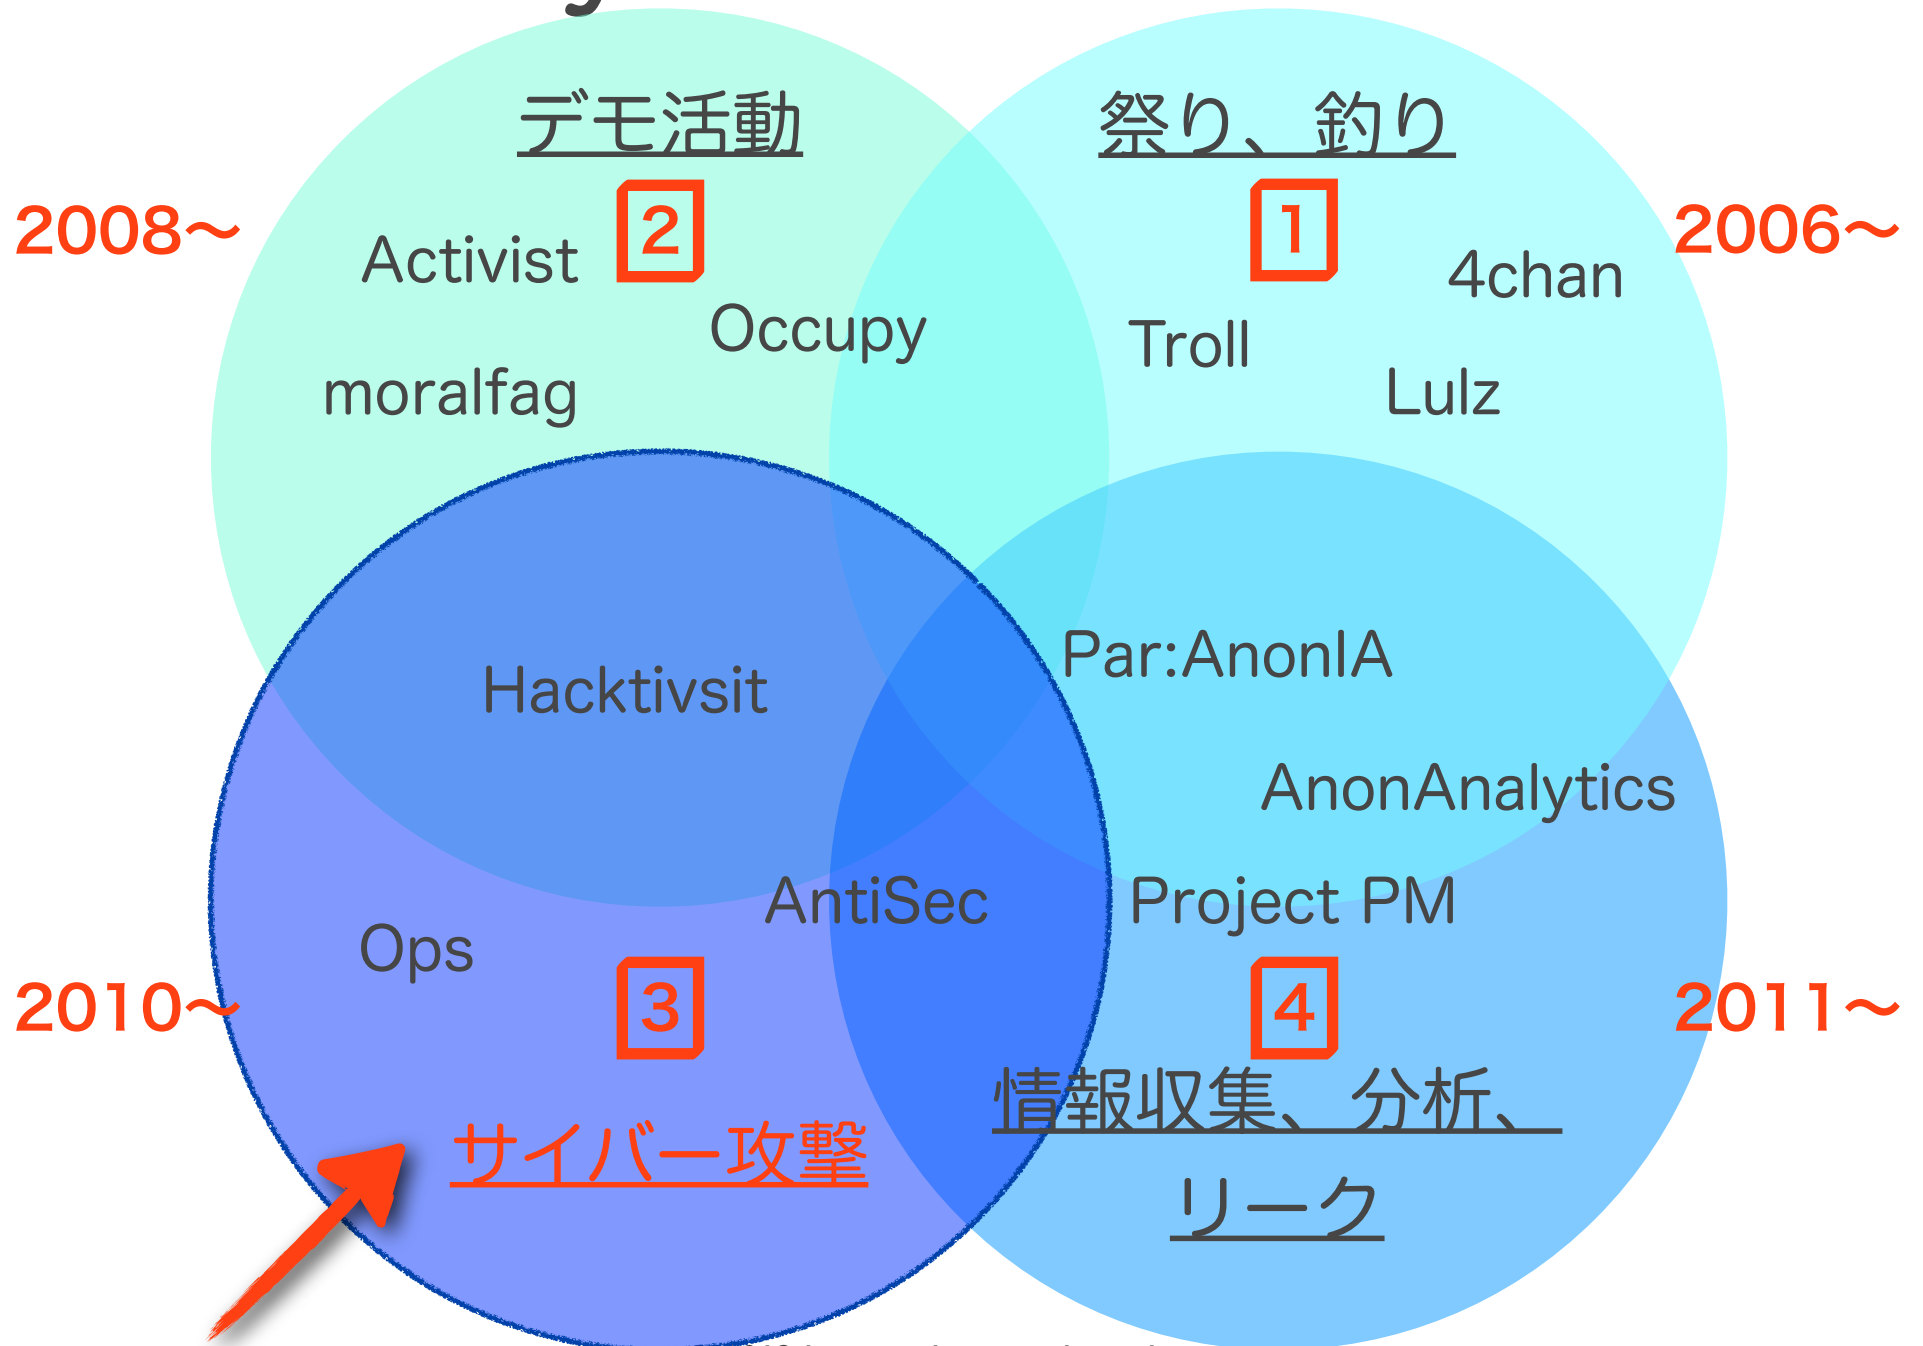 デモ活動
祭り、釣り
2008～
2
1
2006～
Activist
4chan
Occupy
Troll
moralfag
Lulz
Par:AnonIA
Hacktivsit
AnonAnalytics
AntiSec
Project PM
Ops
2010～
3
4
2011～
情報収集、分析、
サイバー攻撃
リーク